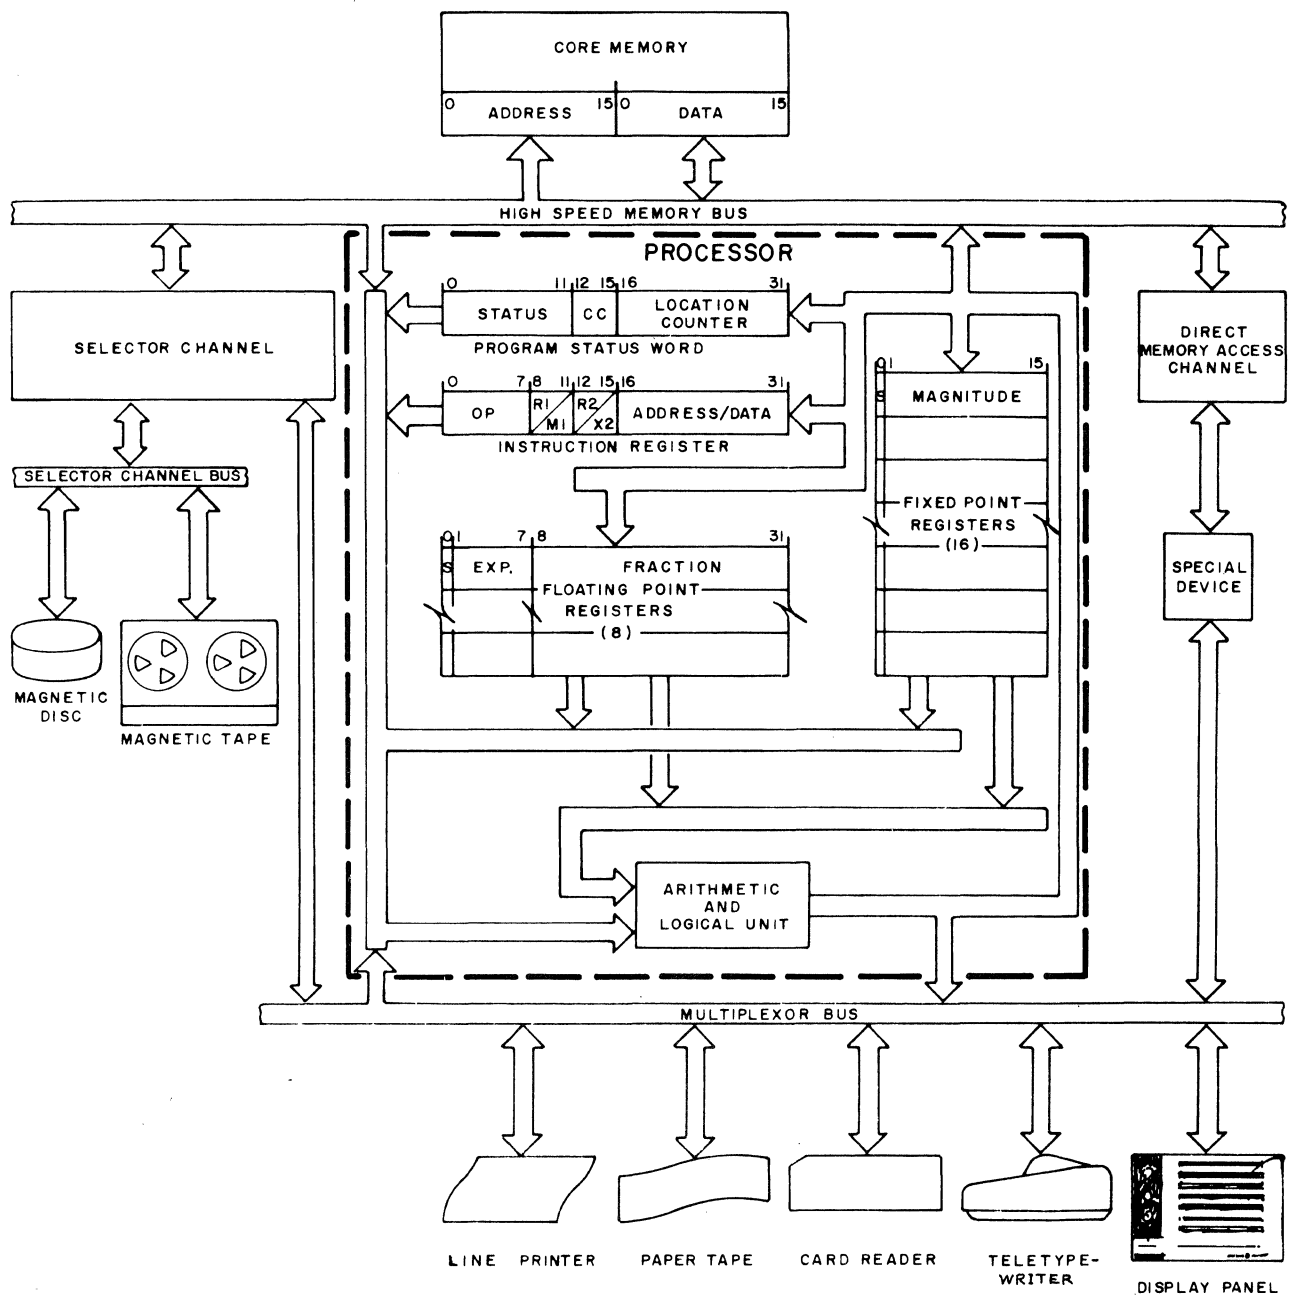 CORE MEMORY
0 15 0 15
ADDRESS DATA
HIGH SPEED MEMORY BUS
PROCESSOR
0 11 12 15 16 31
STATUS CC LOCATION
COUNTER
PROGRAM STATUS WORD
SELECTOR CHANNEL
DIRECT
MEMORY ACCESS
CHANNEL
0 7 8 11 12 15 16 31
OP R1 M1 R2 X2 ADDRESS/DATA
INSTRUCTION REGISTER
0 1 15
S MAGNITUDE
FIXED POINT
REGISTERS
(16)
SELECTOR CHANNEL BUS
0 1 7 8 31
S EXP. FRACTION
FLOATING POINT
REGISTERS
(8)
SPECIAL
DEVICE
MAGNETIC
DISC
MAGNETIC TAPE
ARITHMETIC
AND
LOGICAL UNIT
MULTIPLEXOR BUS
LINE PRINTER
PAPER TAPE
CARD READER
TELETYPE-
WRITER
DISPLAY PANEL